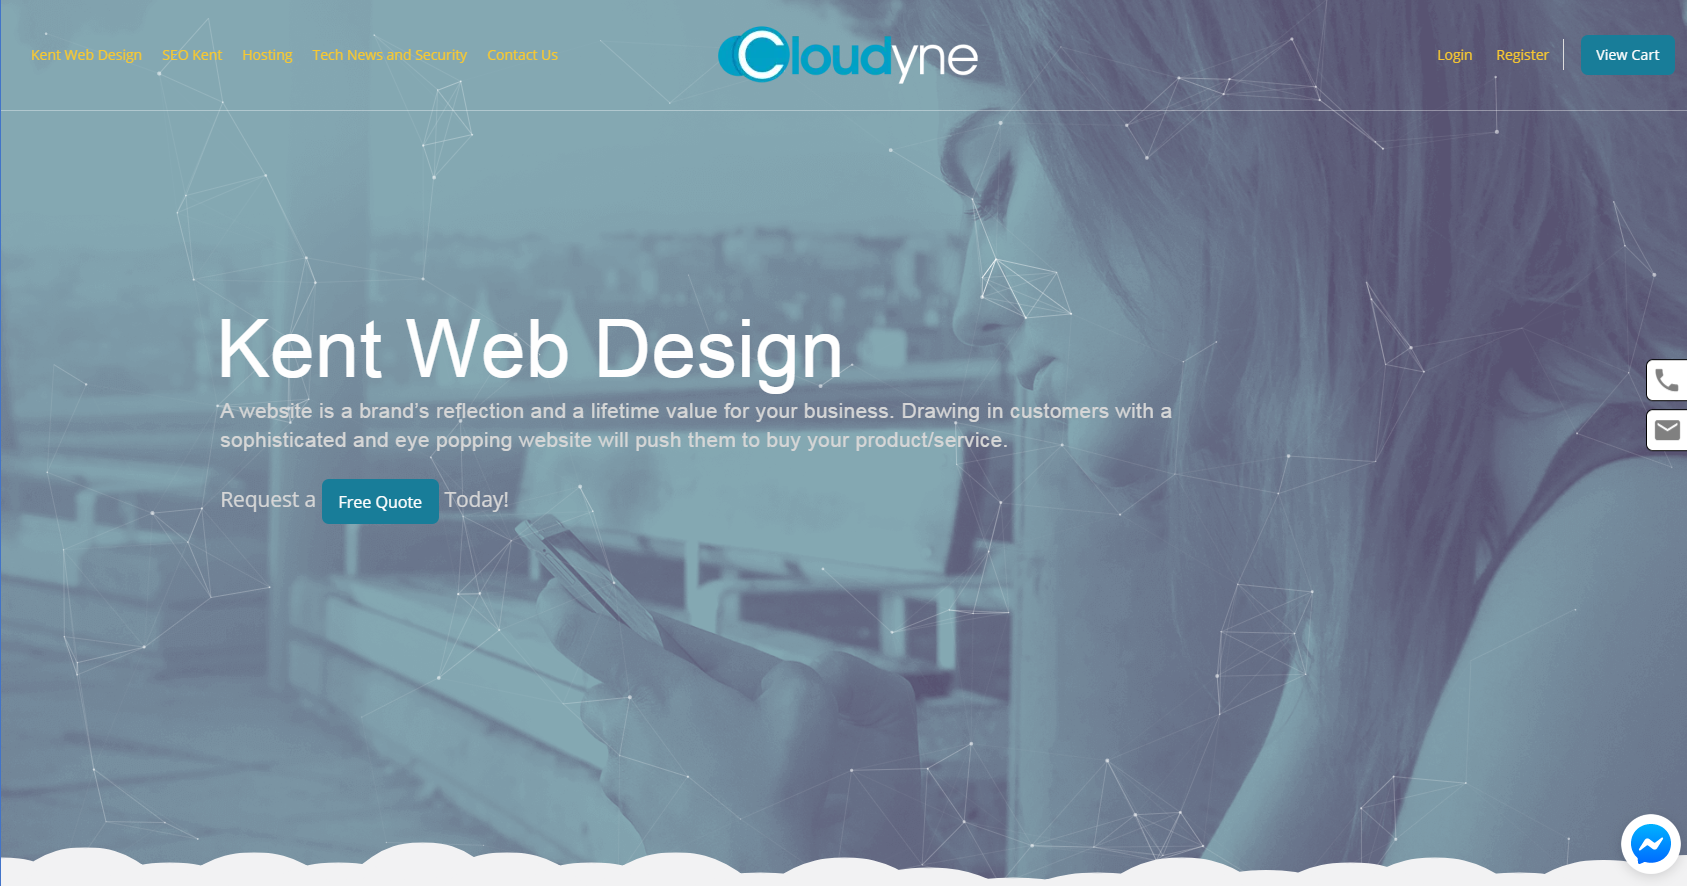 Kent Web Design SEO Kent Hosting Tech News and Security Contact Us
Cloudyne
Login Register View Cart
Kent Web Design
A website is a brand’s reflection and a lifetime value for your business. Drawing in customers with a
sophisticated and eye popping website will push them to buy your product/service.
Request a Free Quote Today!